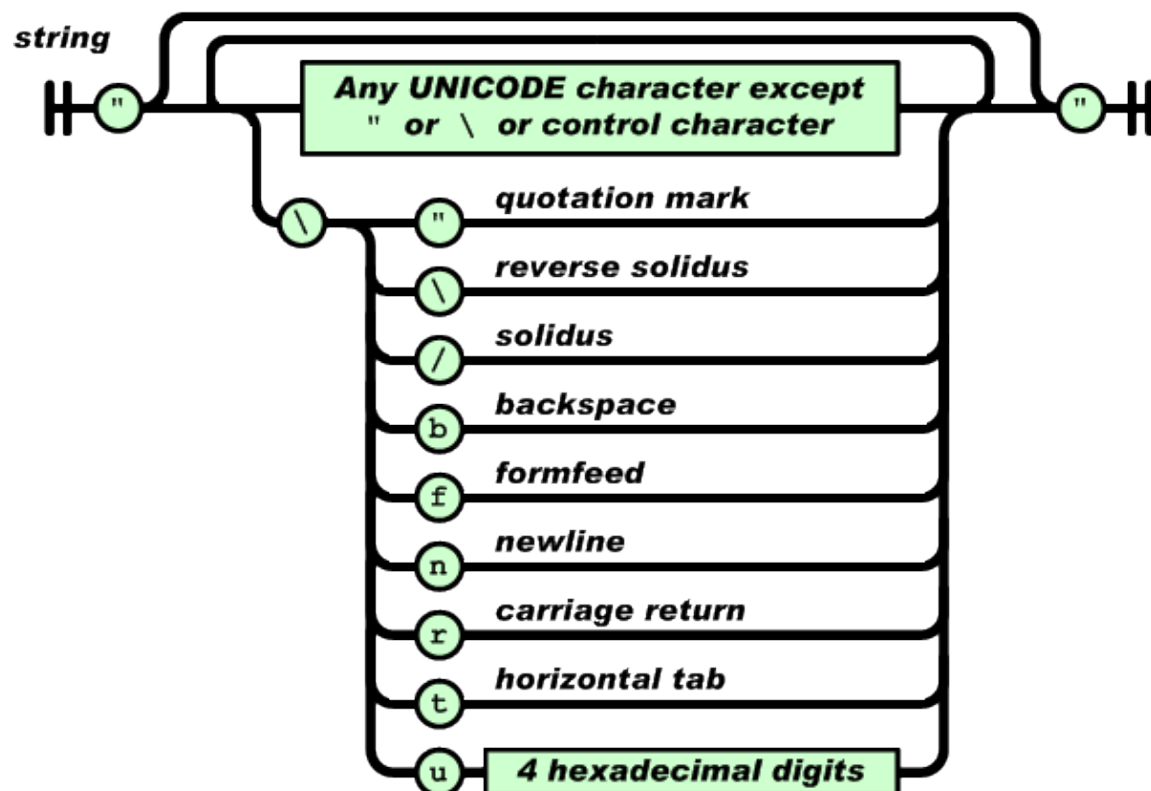 string
" Any UNICODE character except "
" or \ or control character
\ " quotation mark
\ reverse solidus
/ solidus
b backspace
f formfeed
n newline
r carriage return
t horizontal tab
u 4 hexadecimal digits